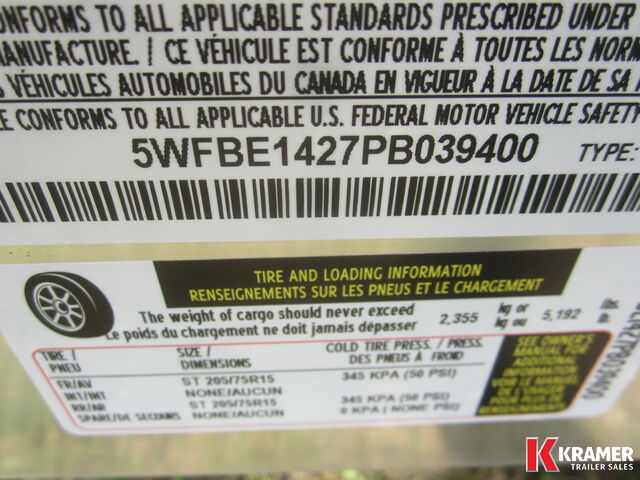 CONFORMS TO ALL APPLICABLE STANDARDS PRESCRIBED UNDER
MANUFACTURE. / CE VÉHICULE EST CONFORME À TOUTES LES NORM
S VÉHICULES AUTOMOBILES DU CANADA EN VIGUEUR À LA DATE DE SA
E CONFORMS TO ALL APPLICABLE U.S. FEDERAL MOTOR VEHICLE SAFETY
5WFBE1427PB039400 TYPE:
TIRE AND LOADING INFORMATION
RENSEIGNEMENTS SUR LES PNEUS ET LE CHARGEMENT
The weight of cargo should never exceed 2,355 kg or 5,192 lbs.
Le poids du chargement ne doit jamais dépasser kg ou lb.
TIRE / SIZE / COLD TIRE PRESS. / PRESS.
PNEU DIMENSIONS DES PNEUS À FROID
FR/AV ST 205/75R15 345 KPA (50 PSI)
INT/INT NONE/AUCUN
RR/AR ST 205/75R15 345 KPA (50 PSI)
SPARE/DE SECOURS NONE/AUCUN 0 KPA ( NONE PSI)
SEE OWNER'S
MANUAL FOR
KRAMER
TRAILER SALES